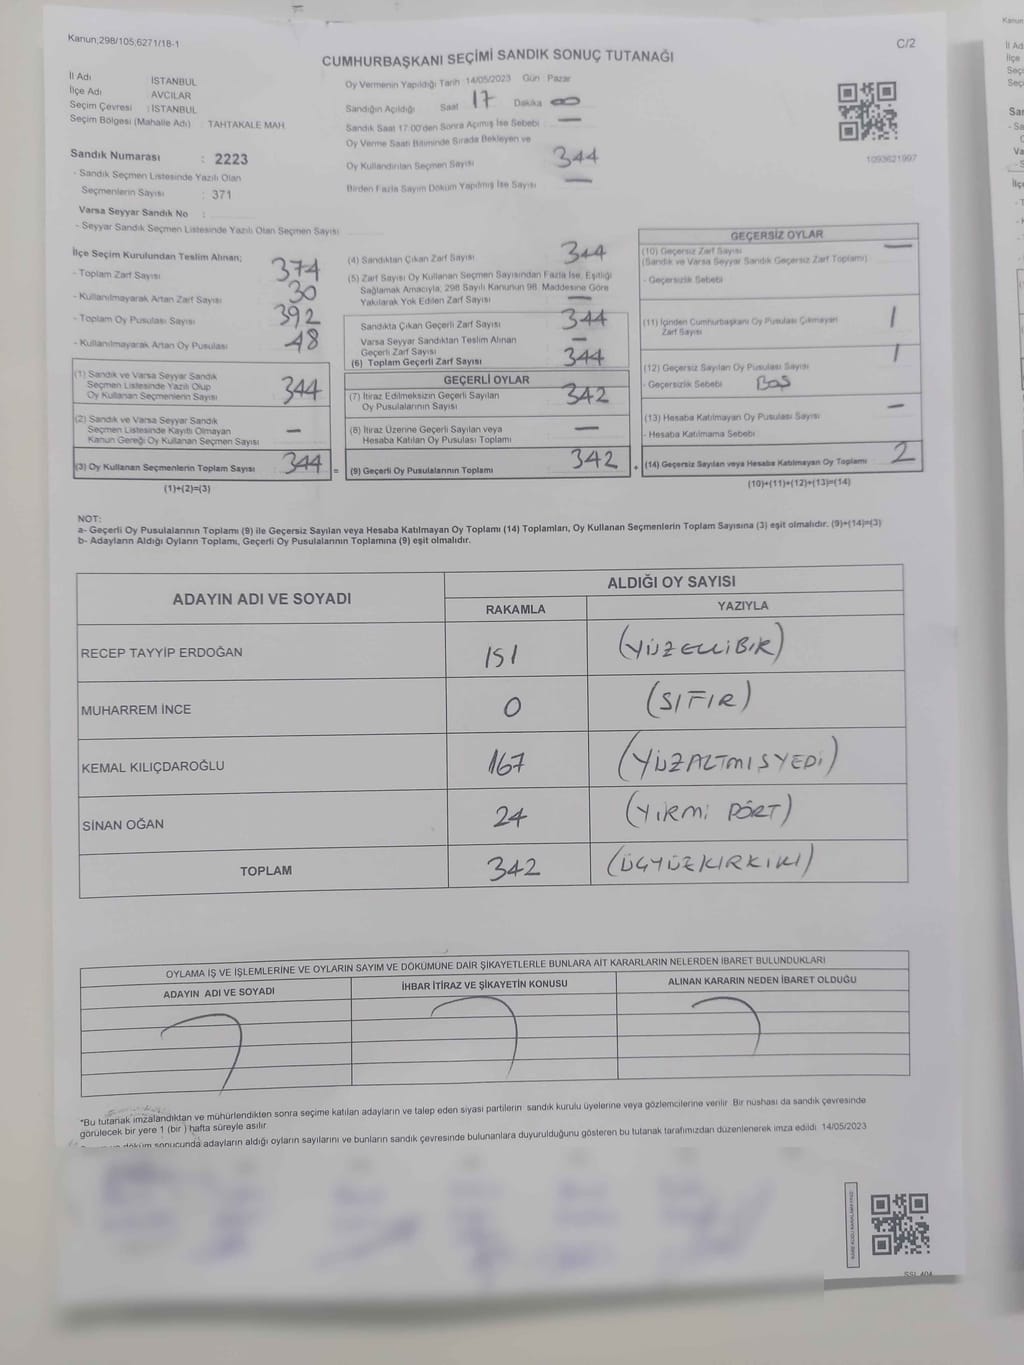 Kanun;298/105;6271/18-1
C/2
CUMHURBAŞKANI SEÇİMİ SANDIK SONUÇ TUTANAĞI
İl Adı İSTANBUL
İlçe Adı AVCILAR
Seçim Çevresi : İSTANBUL
Seçim Bölgesi (Mahalle Adı) : TAHTAKALE MAH.
Sandık Numarası : 2223
- Sandık Seçmen Listesinde Yazılı Olan
Seçmenlerin Sayısı : 371
Varsa Seyyar Sandık No :
- Seyyar Sandık Seçmen Listesinde Yazılı Olan Seçmen Sayısı
Oy Vermenin Yapıldığı Tarih : 14/05/2023 Gün : Pazar
Sandığın Açıldığı Saat 17 Dakika 00
Sandık Saat 17:00'den Sonra Açımış İse Sebebi : —
Oy Verme Saati Bitiminde Sırada Bekleyen ve
Oy Kullandırılan Seçmen Sayısı 344
Birden Fazla Sayım Döküm Yapılmış İse Sayısı —
1093621997
İlçe Seçim Kurulundan Teslim Alınan;
- Toplam Zarf Sayısı 374
- Kullanılmayarak Artan Zarf Sayısı 30
- Toplam Oy Pusulası Sayısı 392
- Kullanılmayarak Artan Oy Pusulası 48
(1) Sandık ve Varsa Seyyar Sandık
Seçmen Listesinde Yazılı Olup
Oy Kullanan Seçmenlerin Sayısı 344
(2) Sandık ve Varsa Seyyar Sandık
Seçmen Listesinde Kayıtlı Olmayan
Kanun Gereği Oy Kullanan Seçmen Sayısı —
(3) Oy Kullanan Seçmenlerin Toplam Sayısı 344 =
(1)+(2)=(3)
(4) Sandıktan Çıkan Zarf Sayısı 344
(5) Zarf Sayısı Oy Kullanan Seçmen Sayısından Fazla İse, Eşitliği
Sağlamak Amacıyla, 298 Sayılı Kanunun 98. Maddesine Göre
Yakılarak Yok Edilen Zarf Sayısı —
Sandıkta Çıkan Geçerli Zarf Sayısı 344
Varsa Seyyar Sandıktan Teslim Alınan
Geçerli Zarf Sayısı —
(6) Toplam Geçerli Zarf Sayısı 344
GEÇERLİ OYLAR
(7) İtiraz Edilmeksizin Geçerli Sayılan
Oy Pusulalarının Sayısı 342
(8) İtiraz Üzerine Geçerli Sayılan veya
Hesaba Katılan Oy Pusulası Toplamı —
(9) Geçerli Oy Pusulalarının Toplamı 342 +
GEÇERSİZ OYLAR
(10) Geçersiz Zarf Sayısı —
(Sandık ve Varsa Seyyar Sandık Geçersiz Zarf Toplamı)
- Geçersizlik Sebebi
(11) İçinden Cumhurbaşkanı Oy Pusulası Çıkmayan
Zarf Sayısı 1
(12) Geçersiz Sayılan Oy Pusulası Sayısı 1
- Geçersizlik Sebebi BOŞ
(13) Hesaba Katılmayan Oy Pusulası Sayısı —
- Hesaba Katılmama Sebebi
(14) Geçersiz Sayılan veya Hesaba Katılmayan Oy Toplamı 2
(10)+(11)+(12)+(13)=(14)
NOT:
a- Geçerli Oy Pusulalarının Toplamı (9) ile Geçersiz Sayılan veya Hesaba Katılmayan Oy Toplamı (14) Toplamları, Oy Kullanan Seçmenlerin Toplam Sayısına (3) eşit olmalıdır. (9)+(14)=(3)
b- Adayların Aldığı Oyların Toplamı, Geçerli Oy Pusulalarının Toplamına (9) eşit olmalıdır.
ADAYIN ADI VE SOYADI ALDIĞI OY SAYISI
RAKAMLA YAZIYLA
RECEP TAYYİP ERDOĞAN 151 (YÜZELLİBİR)
MUHARREM İNCE 0 (SIFIR)
KEMAL KILIÇDAROĞLU 167 (YÜZALTMIŞYEDİ)
SİNAN OĞAN 24 (YİRMİ DÖRT)
TOPLAM 342 (ÜÇYÜZKIRKİKİ)
OYLAMA İŞ VE İŞLEMLERİNE VE OYLARIN SAYIM VE DÖKÜMÜNE DAİR ŞİKAYETLERLE BUNLARA AİT KARARLARIN NELERDEN İBARET BULUNDUKLARI
ADAYIN ADI VE SOYADI İHBAR İTİRAZ VE ŞİKAYETİN KONUSU ALINAN KARARIN NEDEN İBARET OLDUĞU
"Bu tutanak imzalandıktan ve mühürlendikten sonra seçime katılan adayların ve talep eden siyasi partilerin sandık kurulu üyelerine veya gözlemcilerine verilir. Bir nüshası da sandık çevresinde
görülecek bir yere 1 (bir ) hafta süreyle asılır.
döküm sonucunda adayların aldığı oyların sayılarını ve bunların sandık çevresinde bulunanlara duyurulduğunu gösteren bu tutanak tarafımızdan düzenlenerek imza edildi. 14/05/2023